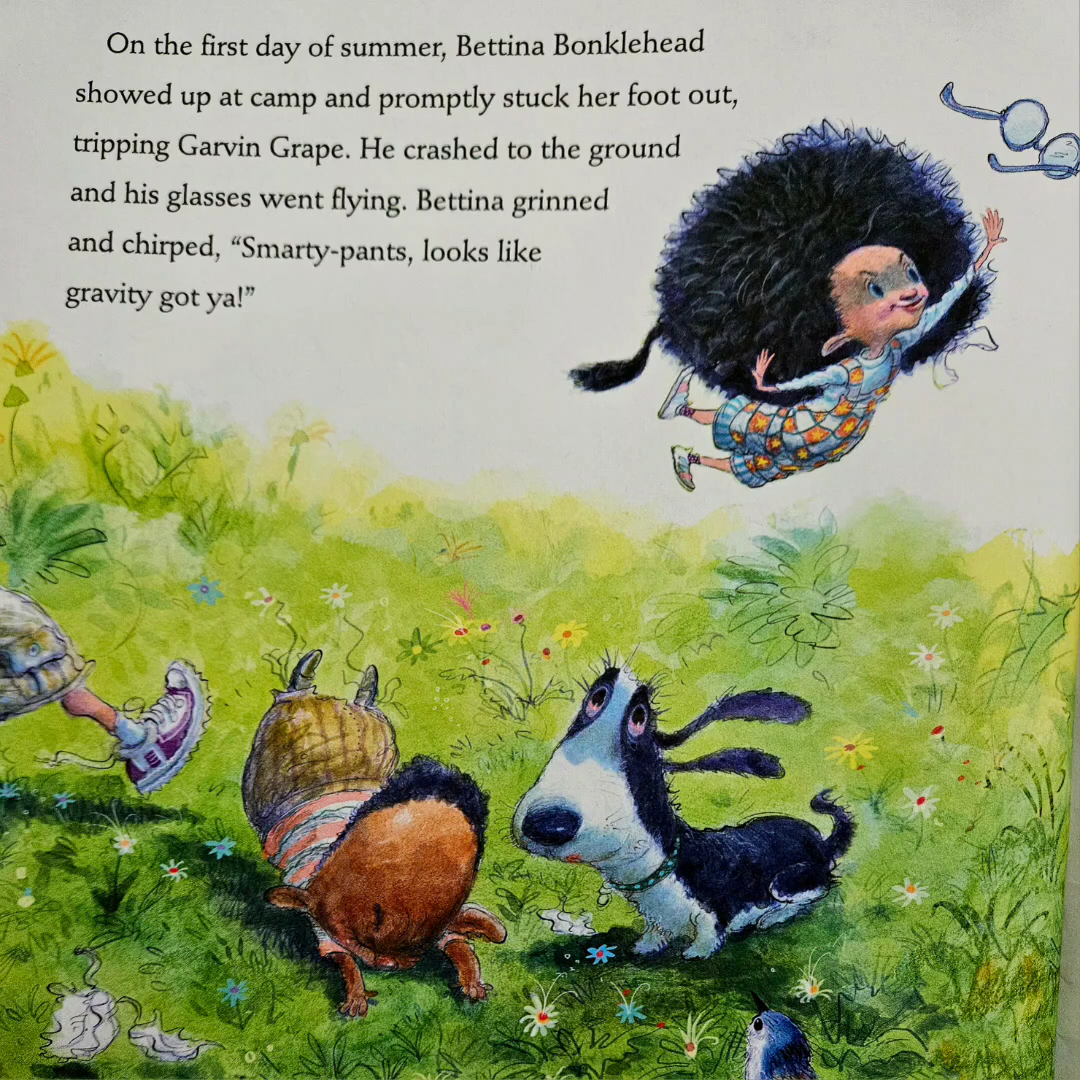 On the first day of summer, Bettina Bonklehead
showed up at camp and promptly stuck her foot out,
tripping Garvin Grape. He crashed to the ground
and his glasses went flying. Bettina grinned
and chirped, “Smarty-pants, looks like
gravity got ya!”